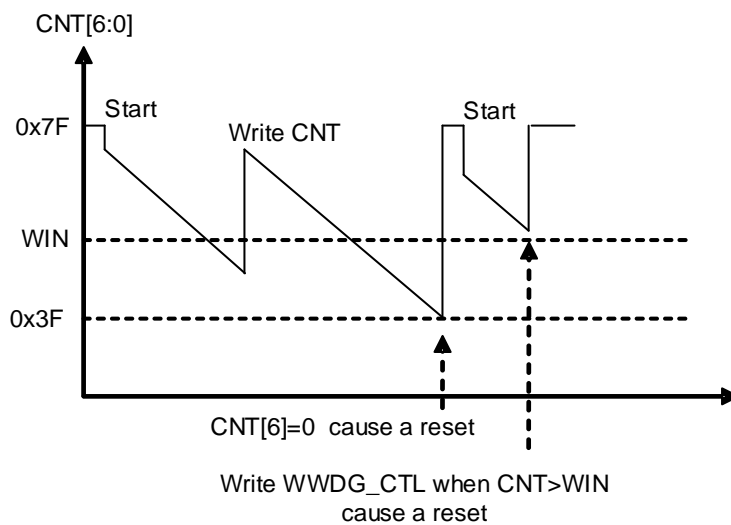 CNT[6:0]
Start
Start
0x7F
Write CNT
WIN
0x3F
CNT[6]=0 cause a reset
Write WWDG_CTL when CNT>WIN
cause a reset